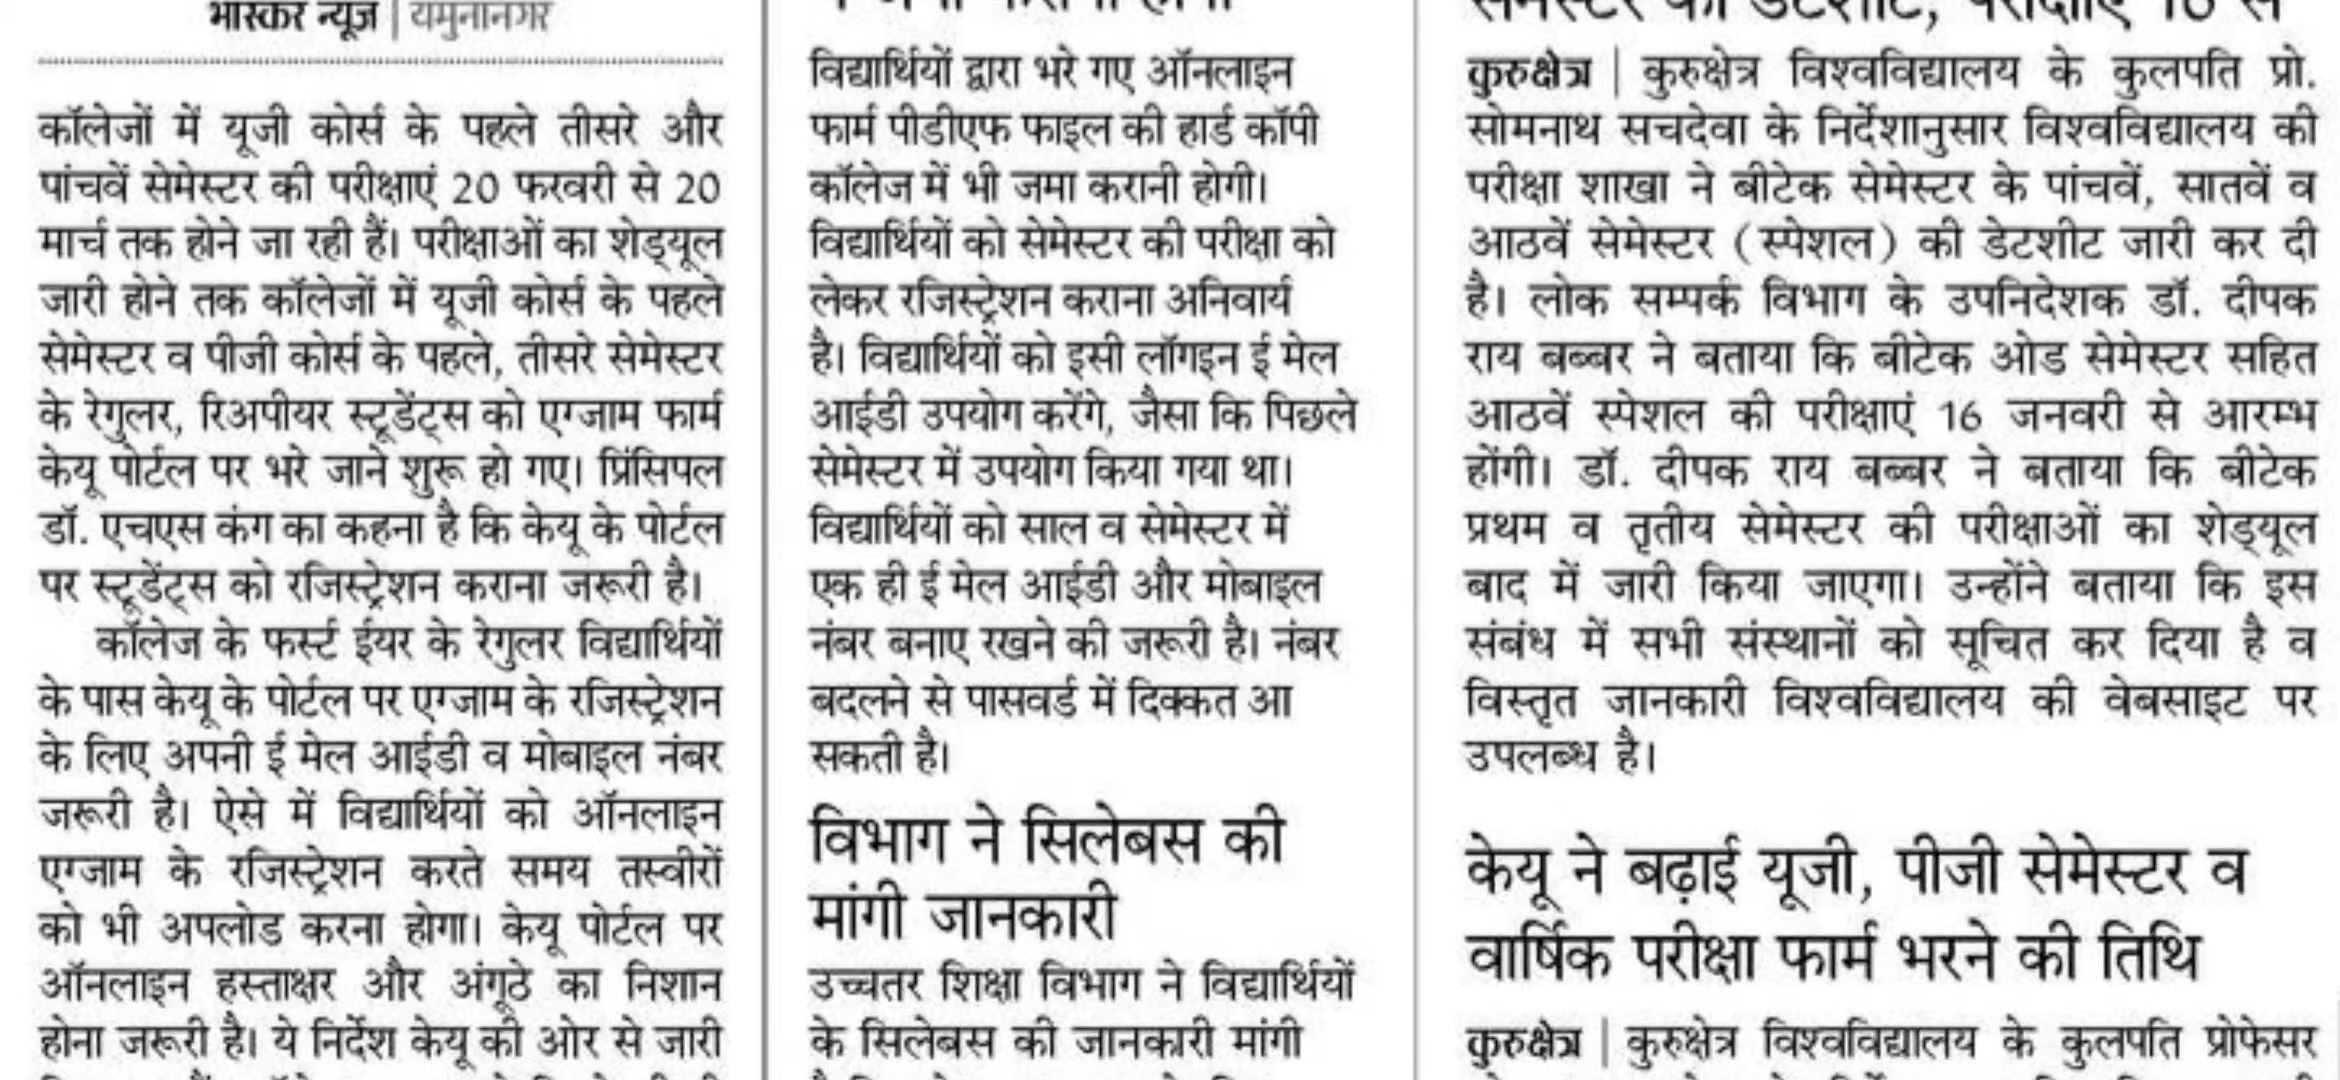 भास्कर न्यूज | यमुनानगर
कॉलेजों में यूजी कोर्स के पहले तीसरे और
पांचवें सेमेस्टर की परीक्षाएं 20 फरवरी से 20
मार्च तक होने जा रही हैं। परीक्षाओं का शेड्यूल
जारी होने तक कॉलेजों में यूजी कोर्स के पहले
सेमेस्टर व पीजी कोर्स के पहले, तीसरे सेमेस्टर
के रेगुलर, रिअपीयर स्टूडेंट्स को एग्जाम फार्म
केयू पोर्टल पर भरे जाने शुरू हो गए। प्रिंसिपल
डॉ. एचएस कंग का कहना है कि केयू के पोर्टल
पर स्टूडेंट्स को रजिस्ट्रेशन कराना जरूरी है।
कॉलेज के फर्स्ट ईयर के रेगुलर विद्यार्थियों
के पास केयू के पोर्टल पर एग्जाम के रजिस्ट्रेशन
के लिए अपनी ई मेल आईडी व मोबाइल नंबर
जरूरी है। ऐसे में विद्यार्थियों को ऑनलाइन
एग्जाम के रजिस्ट्रेशन करते समय तस्वीरों
को भी अपलोड करना होगा। केयू पोर्टल पर
ऑनलाइन हस्ताक्षर और अंगूठे का निशान
होना जरूरी है। ये निर्देश केयू की ओर से जारी
विद्यार्थियों द्वारा भरे गए ऑनलाइन
फार्म पीडीएफ फाइल की हार्ड कॉपी
कॉलेज में भी जमा करानी होगी।
विद्यार्थियों को सेमेस्टर की परीक्षा को
लेकर रजिस्ट्रेशन कराना अनिवार्य
है। विद्यार्थियों को इसी लॉगइन ई मेल
आईडी उपयोग करेंगे, जैसा कि पिछले
सेमेस्टर में उपयोग किया गया था।
विद्यार्थियों को साल व सेमेस्टर में
एक ही ई मेल आईडी और मोबाइल
नंबर बनाए रखने की जरूरी है। नंबर
बदलने से पासवर्ड में दिक्कत आ
सकती है।
विभाग ने सिलेबस की
मांगी जानकारी
उच्चतर शिक्षा विभाग ने विद्यार्थियों
के सिलेबस की जानकारी मांगी
सेमेस्टर की डेटशीट, परीक्षाएं 16 से
कुरुक्षेत्र | कुरुक्षेत्र विश्वविद्यालय के कुलपति प्रो.
सोमनाथ सचदेवा के निर्देशानुसार विश्वविद्यालय की
परीक्षा शाखा ने बीटेक सेमेस्टर के पांचवें, सातवें व
आठवें सेमेस्टर (स्पेशल) की डेटशीट जारी कर दी
है। लोक सम्पर्क विभाग के उपनिदेशक डॉ. दीपक
राय बब्बर ने बताया कि बीटेक ओड सेमेस्टर सहित
आठवें स्पेशल की परीक्षाएं 16 जनवरी से आरम्भ
होंगी। डॉ. दीपक राय बब्बर ने बताया कि बीटेक
प्रथम व तृतीय सेमेस्टर की परीक्षाओं का शेड्यूल
बाद में जारी किया जाएगा। उन्होंने बताया कि इस
संबंध में सभी संस्थानों को सूचित कर दिया है व
विस्तृत जानकारी विश्वविद्यालय की वेबसाइट पर
उपलब्ध है।
केयू ने बढ़ाई यूजी, पीजी सेमेस्टर व
वार्षिक परीक्षा फार्म भरने की तिथि
कुरुक्षेत्र | कुरुक्षेत्र विश्वविद्यालय के कुलपति प्रोफेसर